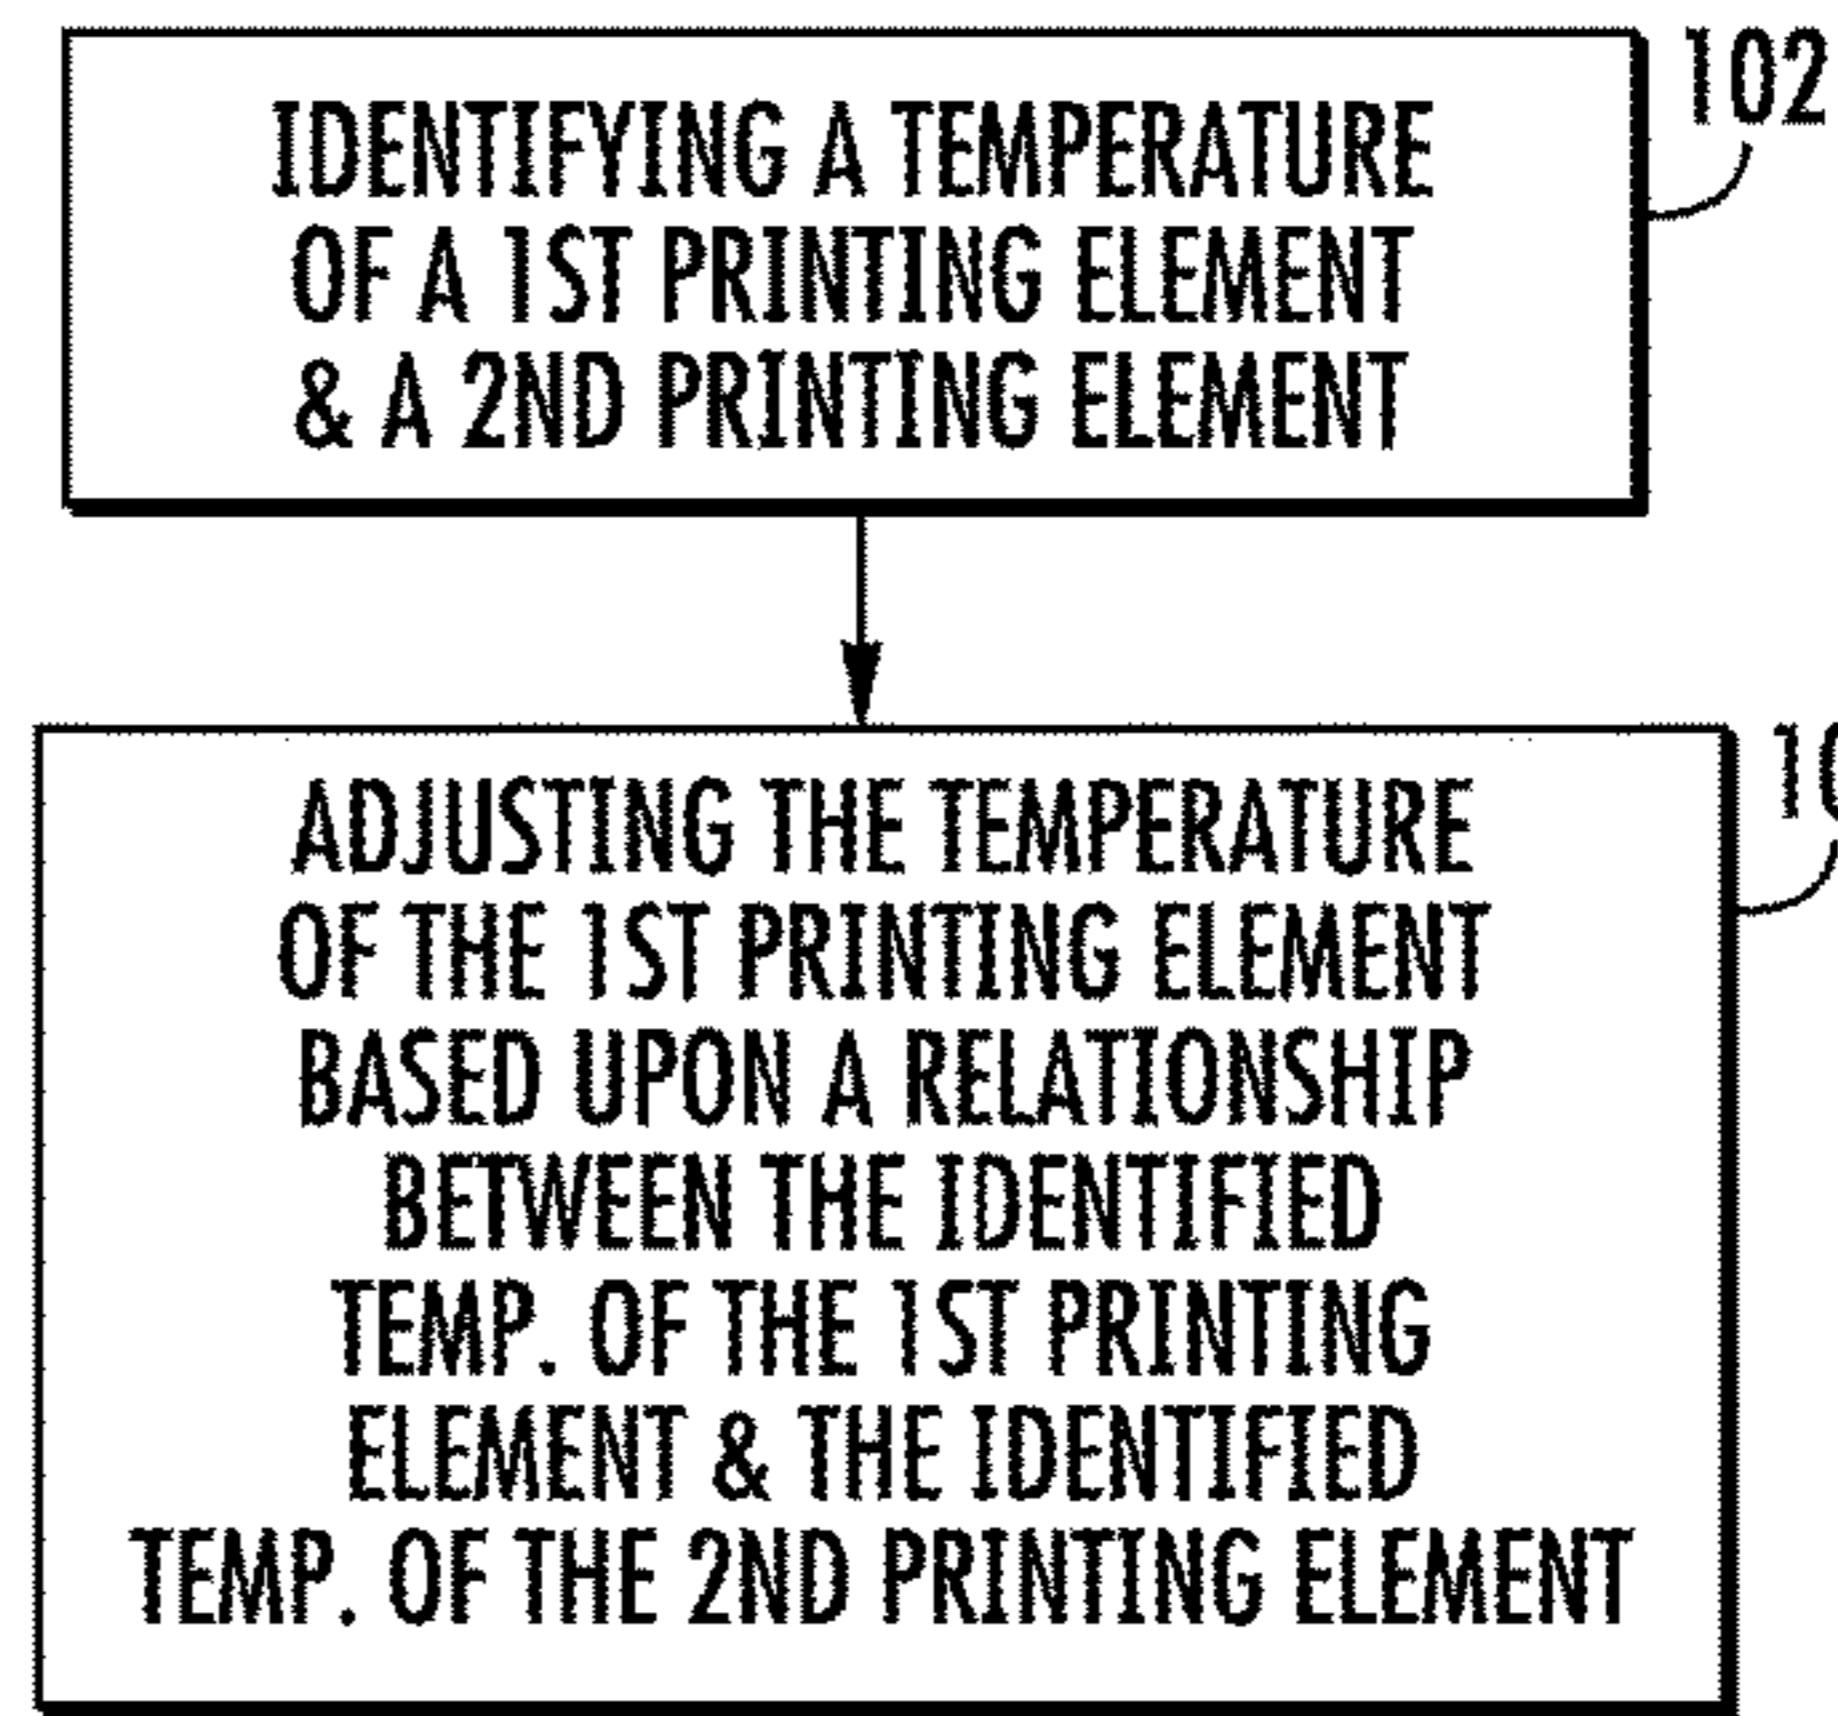 102
IDENTIFYING A TEMPERATURE
OF A 1ST PRINTING ELEMENT
& A 2ND PRINTING ELEMENT
ADJUSTING THE TEMPERATURE
OF THE 1ST PRINTING ELEMENT
BASED UPON A RELATIONSHIP
BETWEEN THE IDENTIFIED
TEMP. OF THE 1ST PRINTING
ELEMENT & THE IDENTIFIED
TEMP. OF THE 2ND PRINTING ELEMENT